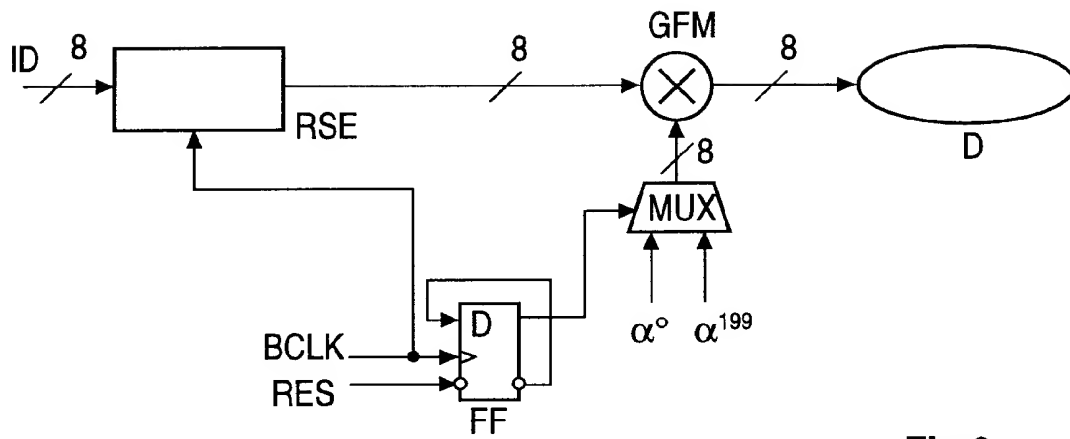 GFM
ID 8 8 8
RSE
D
8
MUX
D
α° α¹⁹⁹
BCLK
RES
FF